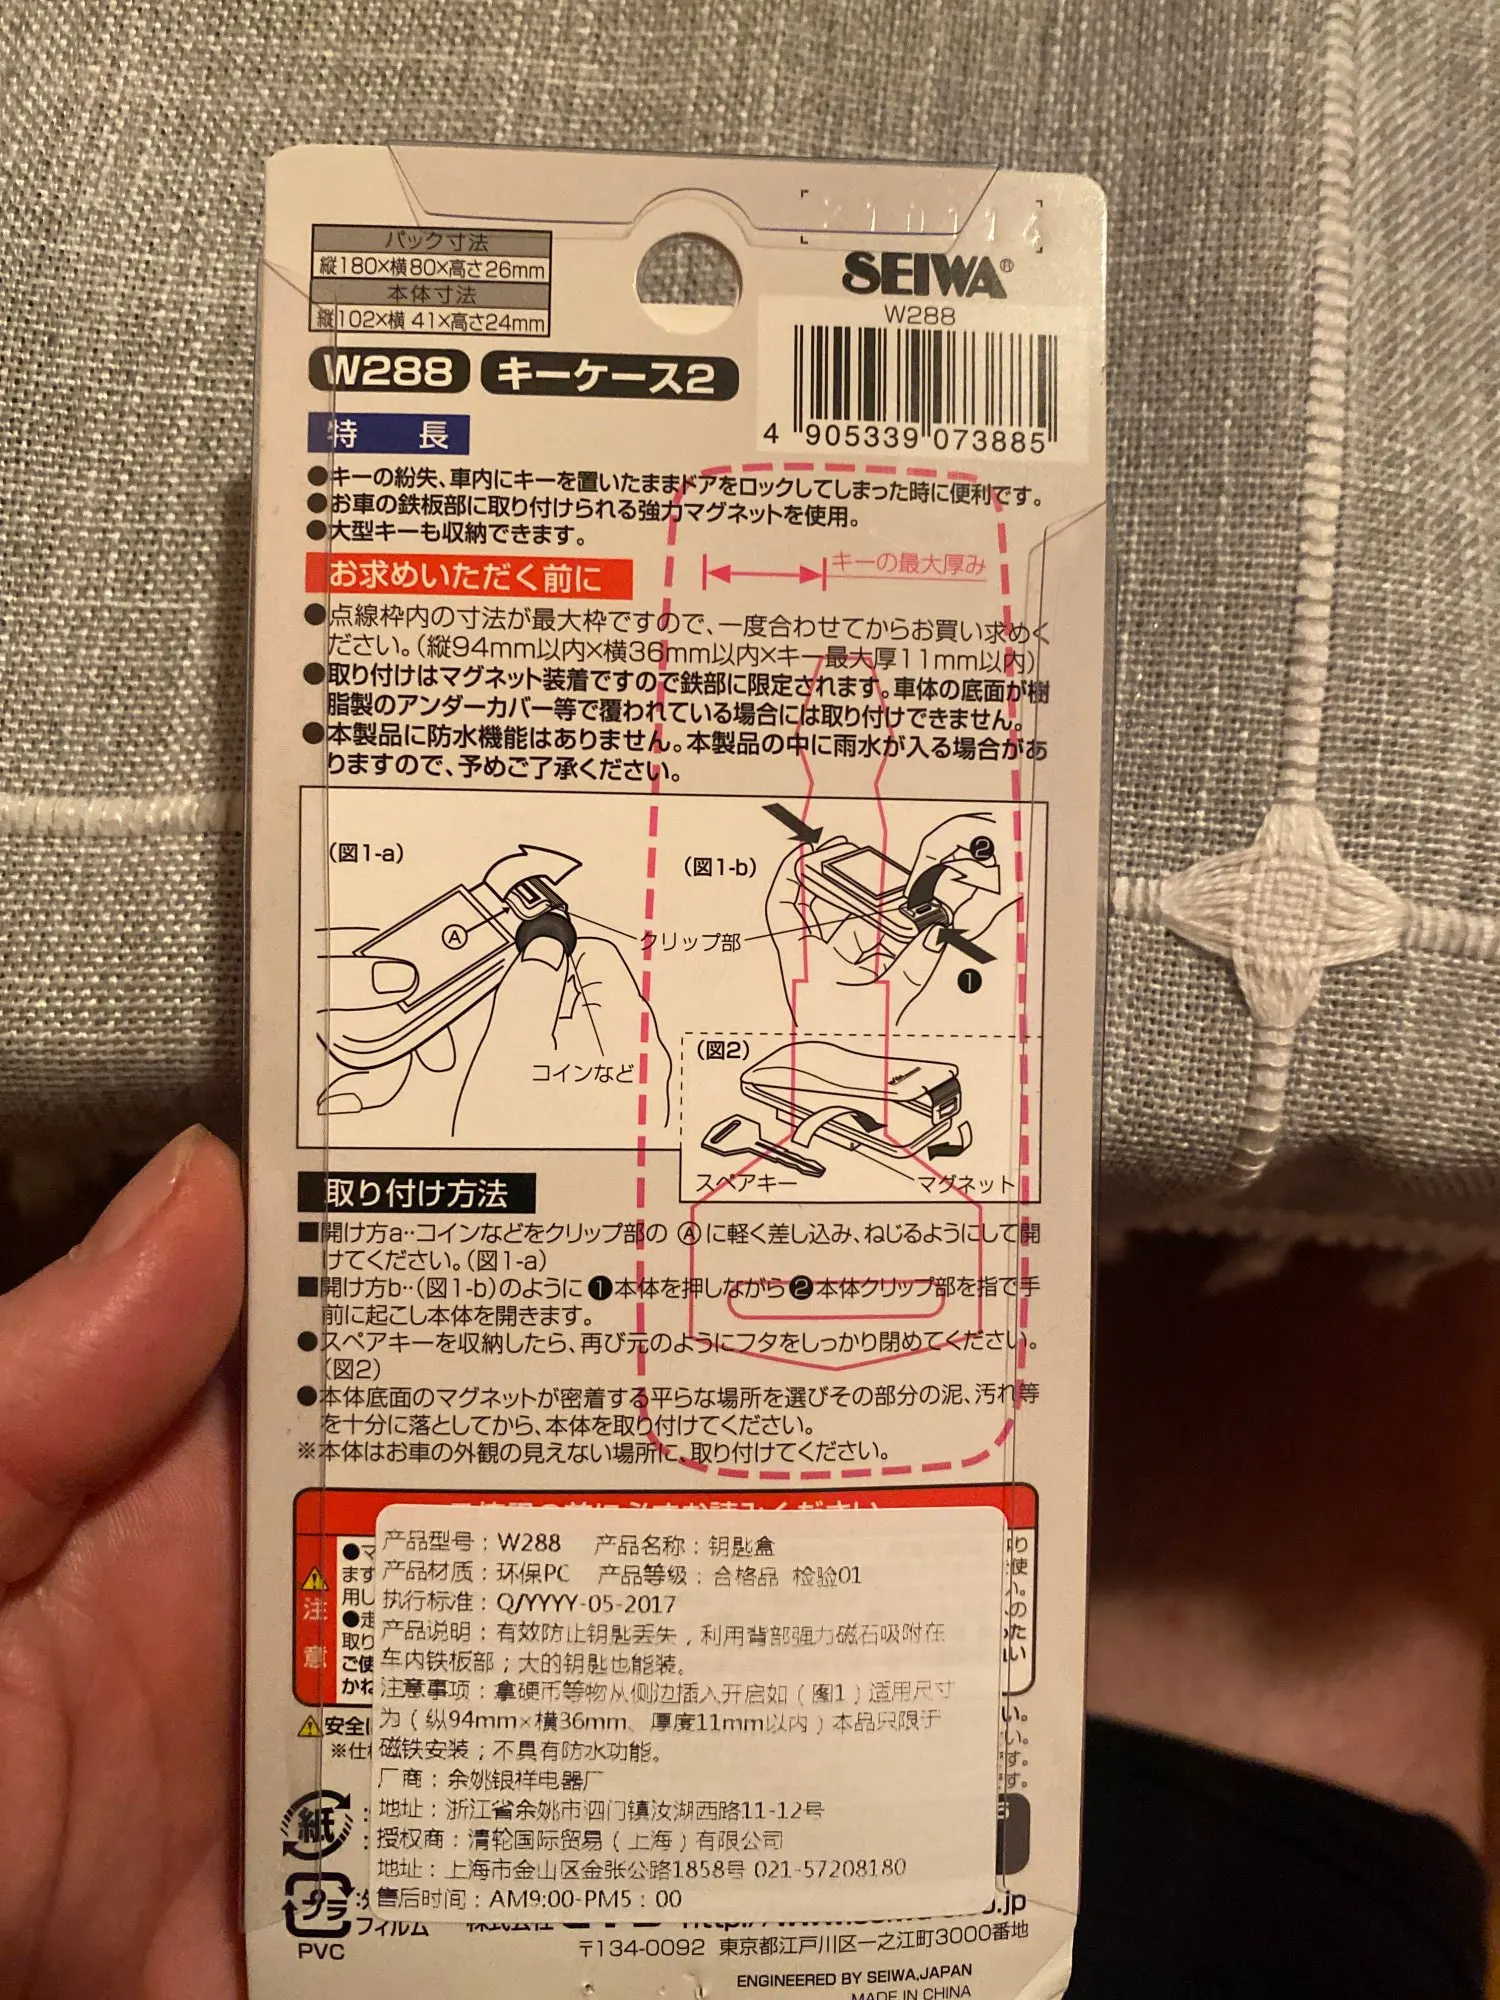 パック寸法
縦180×横80×高さ26mm
本体寸法
縦102×横 41×高さ24mm
SEIWA®
W288
4 905339 073885
W288 キーケース2
特 長
●キーの紛失、車内にキーを置いたままドアをロックしてしまった時に便利です。
●お車の鉄板部に取り付けられる強力マグネットを使用。
●大型キーも収納できます。
キーの最大厚み
お求めいただく前に
●点線枠内の寸法が最大枠ですので、一度合わせてからお買い求めく
ださい。(縦94mm以内×横36mm以内×キー最大厚11mm以内)
●取り付けはマグネット装着ですので鉄部に限定されます。車体の底面が樹
脂製のアンダーカバー等で覆われている場合には取り付けできません。
●本製品に防水機能はありません。本製品の中に雨水が入る場合があ
りますので、予めご了承ください。
(図1-a)
A
クリップ部
コインなど
(図1-b)
❷
❶
(図2)
スペアキー
マグネット
取り付け方法
■開け方a‥コインなどをクリップ部の Ⓐに軽く差し込み、ねじるようにして開
けてください。(図1-a)
■開け方b‥(図1-b)のように❶本体を押しながら❷本体クリップ部を指で手
前に起こし本体を開きます。
●スペアキーを収納したら、再び元のようにフタをしっかり閉めてください。
(図2)
●本体底面のマグネットが密着する平らな場所を選びその部分の泥、汚れ等
を十分に落としてから、本体を取り付けてください。
※本体はお車の外観の見えない場所に、取り付けてください。
注意
产品型号：W288 产品名称：钥匙盒
产品材质：环保PC 产品等级：合格品 检验01
执行标准：Q/YYYY-05-2017
产品说明：有效防止钥匙丢失，利用背部强力磁石吸附在
车内铁板部；大的钥匙也能装。
注意事项：拿硬币等物从侧边插入开启如（图1）适用尺寸
为（纵94mm×横36mm、厚度11mm以内）本品只限于
磁铁安装；不具有防水功能。
厂商：余姚银祥电器厂
地址：浙江省余姚市泗门镇汝湖西路11-12号
授权商：清轮国际贸易（上海）有限公司
地址：上海市金山区金张公路1858号 021-57208180
售后时间：AM9:00-PM5：00
紙
プラ
フィルム
PVC
〒134-0092 東京都江戸川区一之江町3000番地
ENGINEERED BY SEIWA,JAPAN
MADE IN CHINA